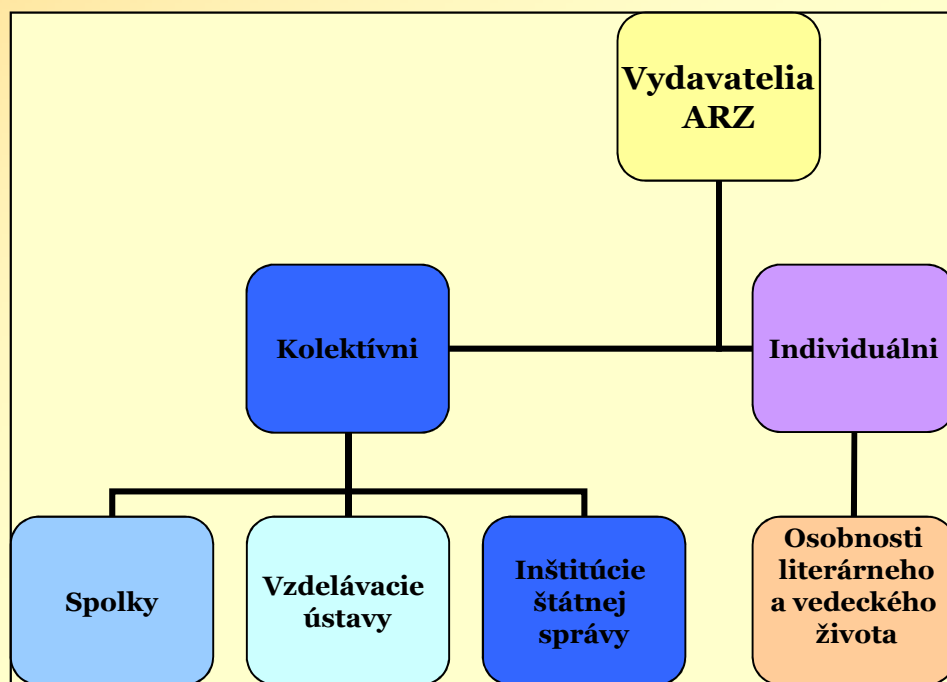 Vydavatelia
ARZ
Kolektívni
Individuálni
Spolky
Vzdelávacie
ústavy
Inštitúcie
štátnej
správy
Osobnosti
literárneho
a vedeckého
života